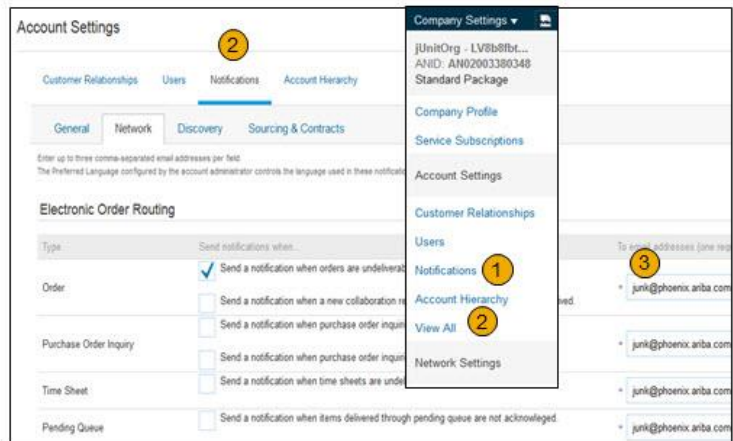 Account Settings
2
Customer Relationships Users Notifications Account Hierarchy
General Network Discovery Sourcing & Contracts
Enter up to three comma-separated email addresses per field.
The Preferred Language configured by the account administrator controls the language used in these
Electronic Order Routing
Type Send notifications when... To email addresses (one
Order
Send a notification when orders are
Send a notification when a new collaboration
junk@phoenix.ariba.com
Purchase Order Inquiry
Send a notification when purchase order
Send a notification when purchase order
junk@phoenix.ariba.com
Time Sheet
Send a notification when time sheets are
junk@phoenix.ariba.com
Pending Queue
Send a notification when items delivered through pending queue are not acknowleged.
junk@phoenix.ariba.com
3
Company Settings
jUnitOrg - LV8b8fbt...
ANID: AN02003380348
Standard Package
Company Profile
Service Subscriptions
Account Settings
Customer Relationships
Users
Notifications 1
Account Hierarchy
View All 2
Network Settings